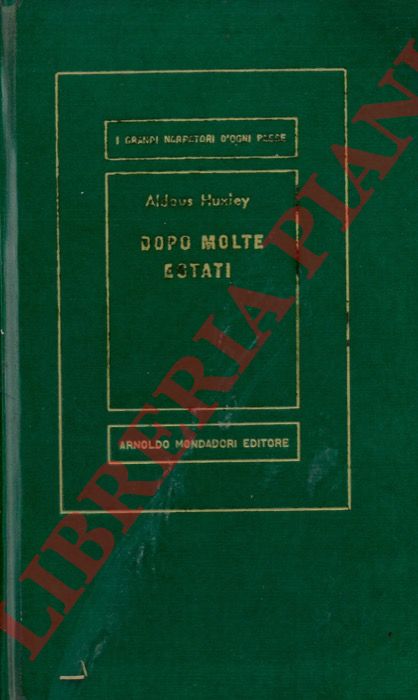 I GRANDI NARRATORI D'OGNI PAESE
Aldous Huxley
DOPO MOLTE
ESTATI
ARNOLDO MONDADORI EDITORE
LIBRERIA PIANI